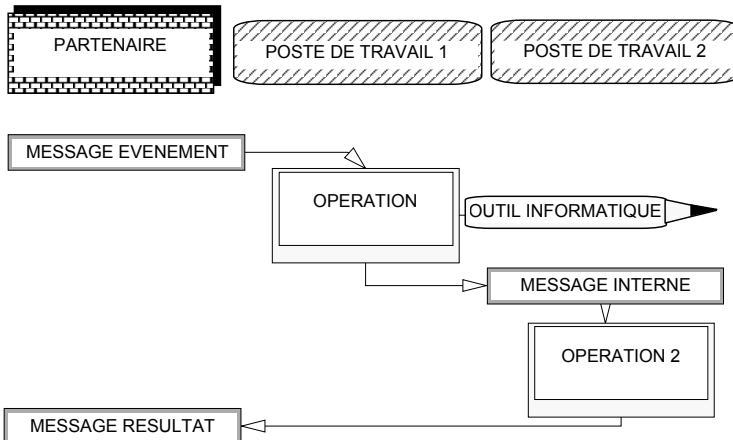 PARTENAIRE
POSTE DE TRAVAIL 1
POSTE DE TRAVAIL 2
MESSAGE EVENEMENT
OPERATION
OUTIL INFORMATIQUE
MESSAGE INTERNE
OPERATION 2
MESSAGE RESULTAT